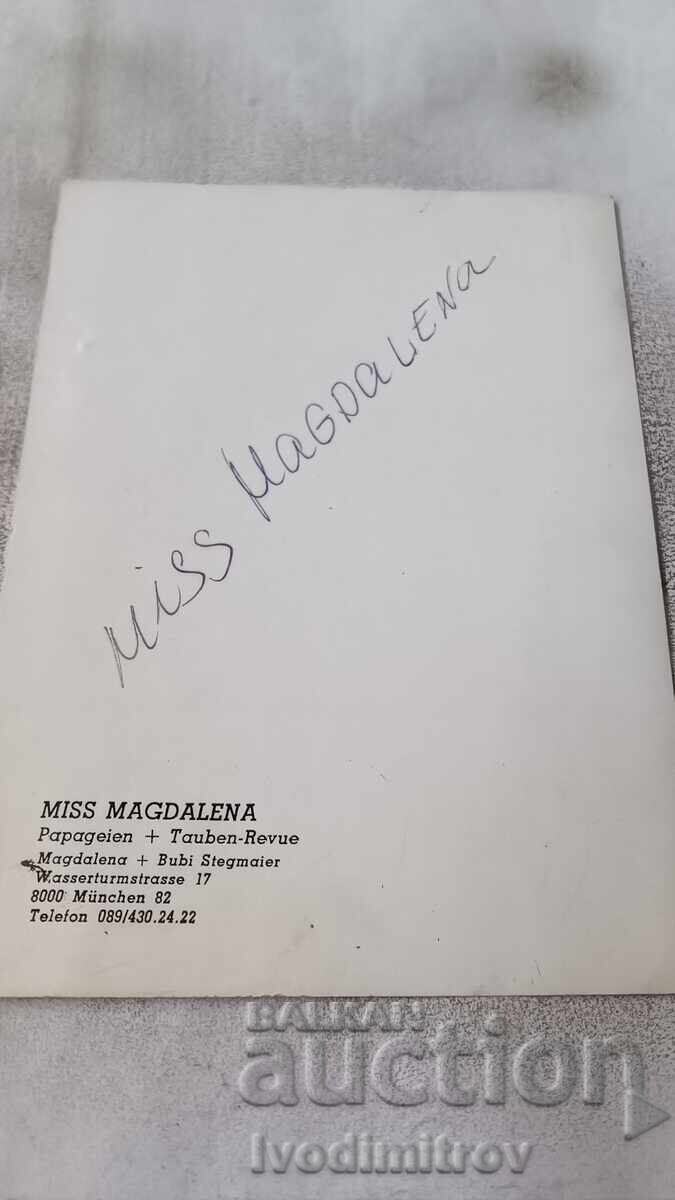 MISS MAGDALENA
MISS MAGDALENA
Papageien + Tauben-Revue
Magdalena + Bubi Stegmaier
Wasserturmstrasse 17
8000 München 82
Telefon 089/430.24.22
BALKAN
auction
Ivodimitrov